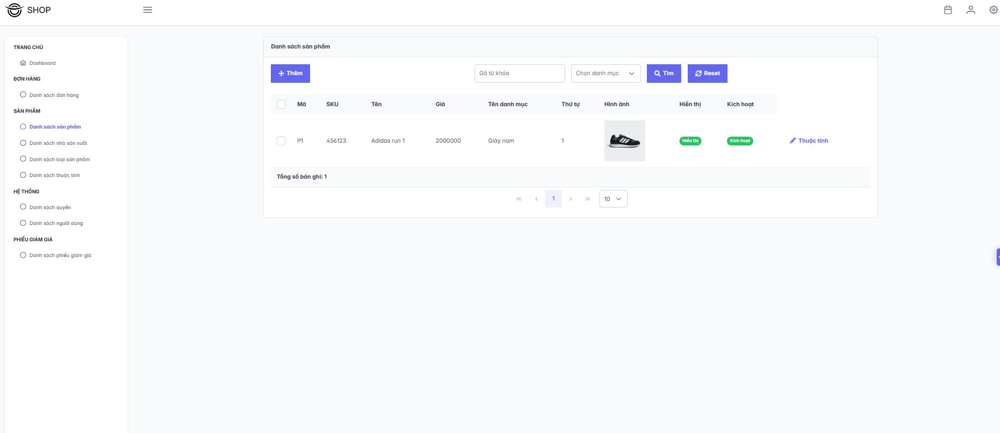 SHOP
TRANG CHỦ
Dashboard
ĐƠN HÀNG
Danh sách đơn hàng
SẢN PHẨM
Danh sách sản phẩm
Danh sách nhà sản xuất
Danh sách loại sản phẩm
Danh sách thuộc tính
HỆ THỐNG
Danh sách quyền
Danh sách người dùng
PHIẾU GIẢM GIÁ
Danh sách phiếu giảm giá
Danh sách sản phẩm
Thêm Gõ từ khóa Chọn danh mục Tìm Reset
Mã SKU Tên Giá Tên danh mục Thứ tự Hình ảnh Hiển thị Kích hoạt
P1 456123 Adidas run 1 2000000 Giày nam 1 Hiển thị Kích hoạt Thuộc tính
Tổng số bản ghi: 1
1 10